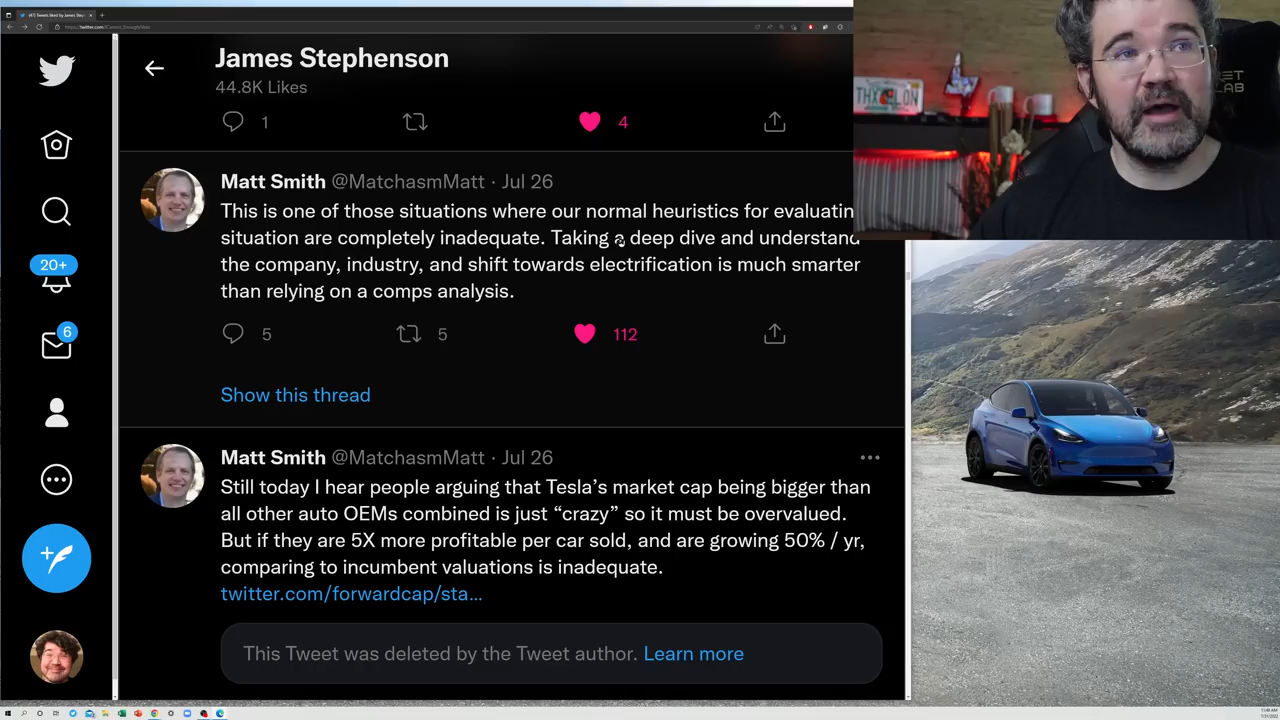 James Stephenson
44.8K Likes
1
4
Matt Smith @MatchasmMatt · Jul 26
This is one of those situations where our normal heuristics for evaluatin
situation are completely inadequate. Taking a deep dive and understand
the company, industry, and shift towards electrification is much smarter
than relying on a comps analysis.
5 5 112
Show this thread
Matt Smith @MatchasmMatt · Jul 26
Still today I hear people arguing that Tesla's market cap being bigger than
all other auto OEMs combined is just “crazy” so it must be overvalued.
But if they are 5X more profitable per car sold, and are growing 50% / yr,
comparing to incumbent valuations is inadequate.
twitter.com/forwardcap/sta...
This Tweet was deleted by the Tweet author. Learn more
20+
6
THX ELON